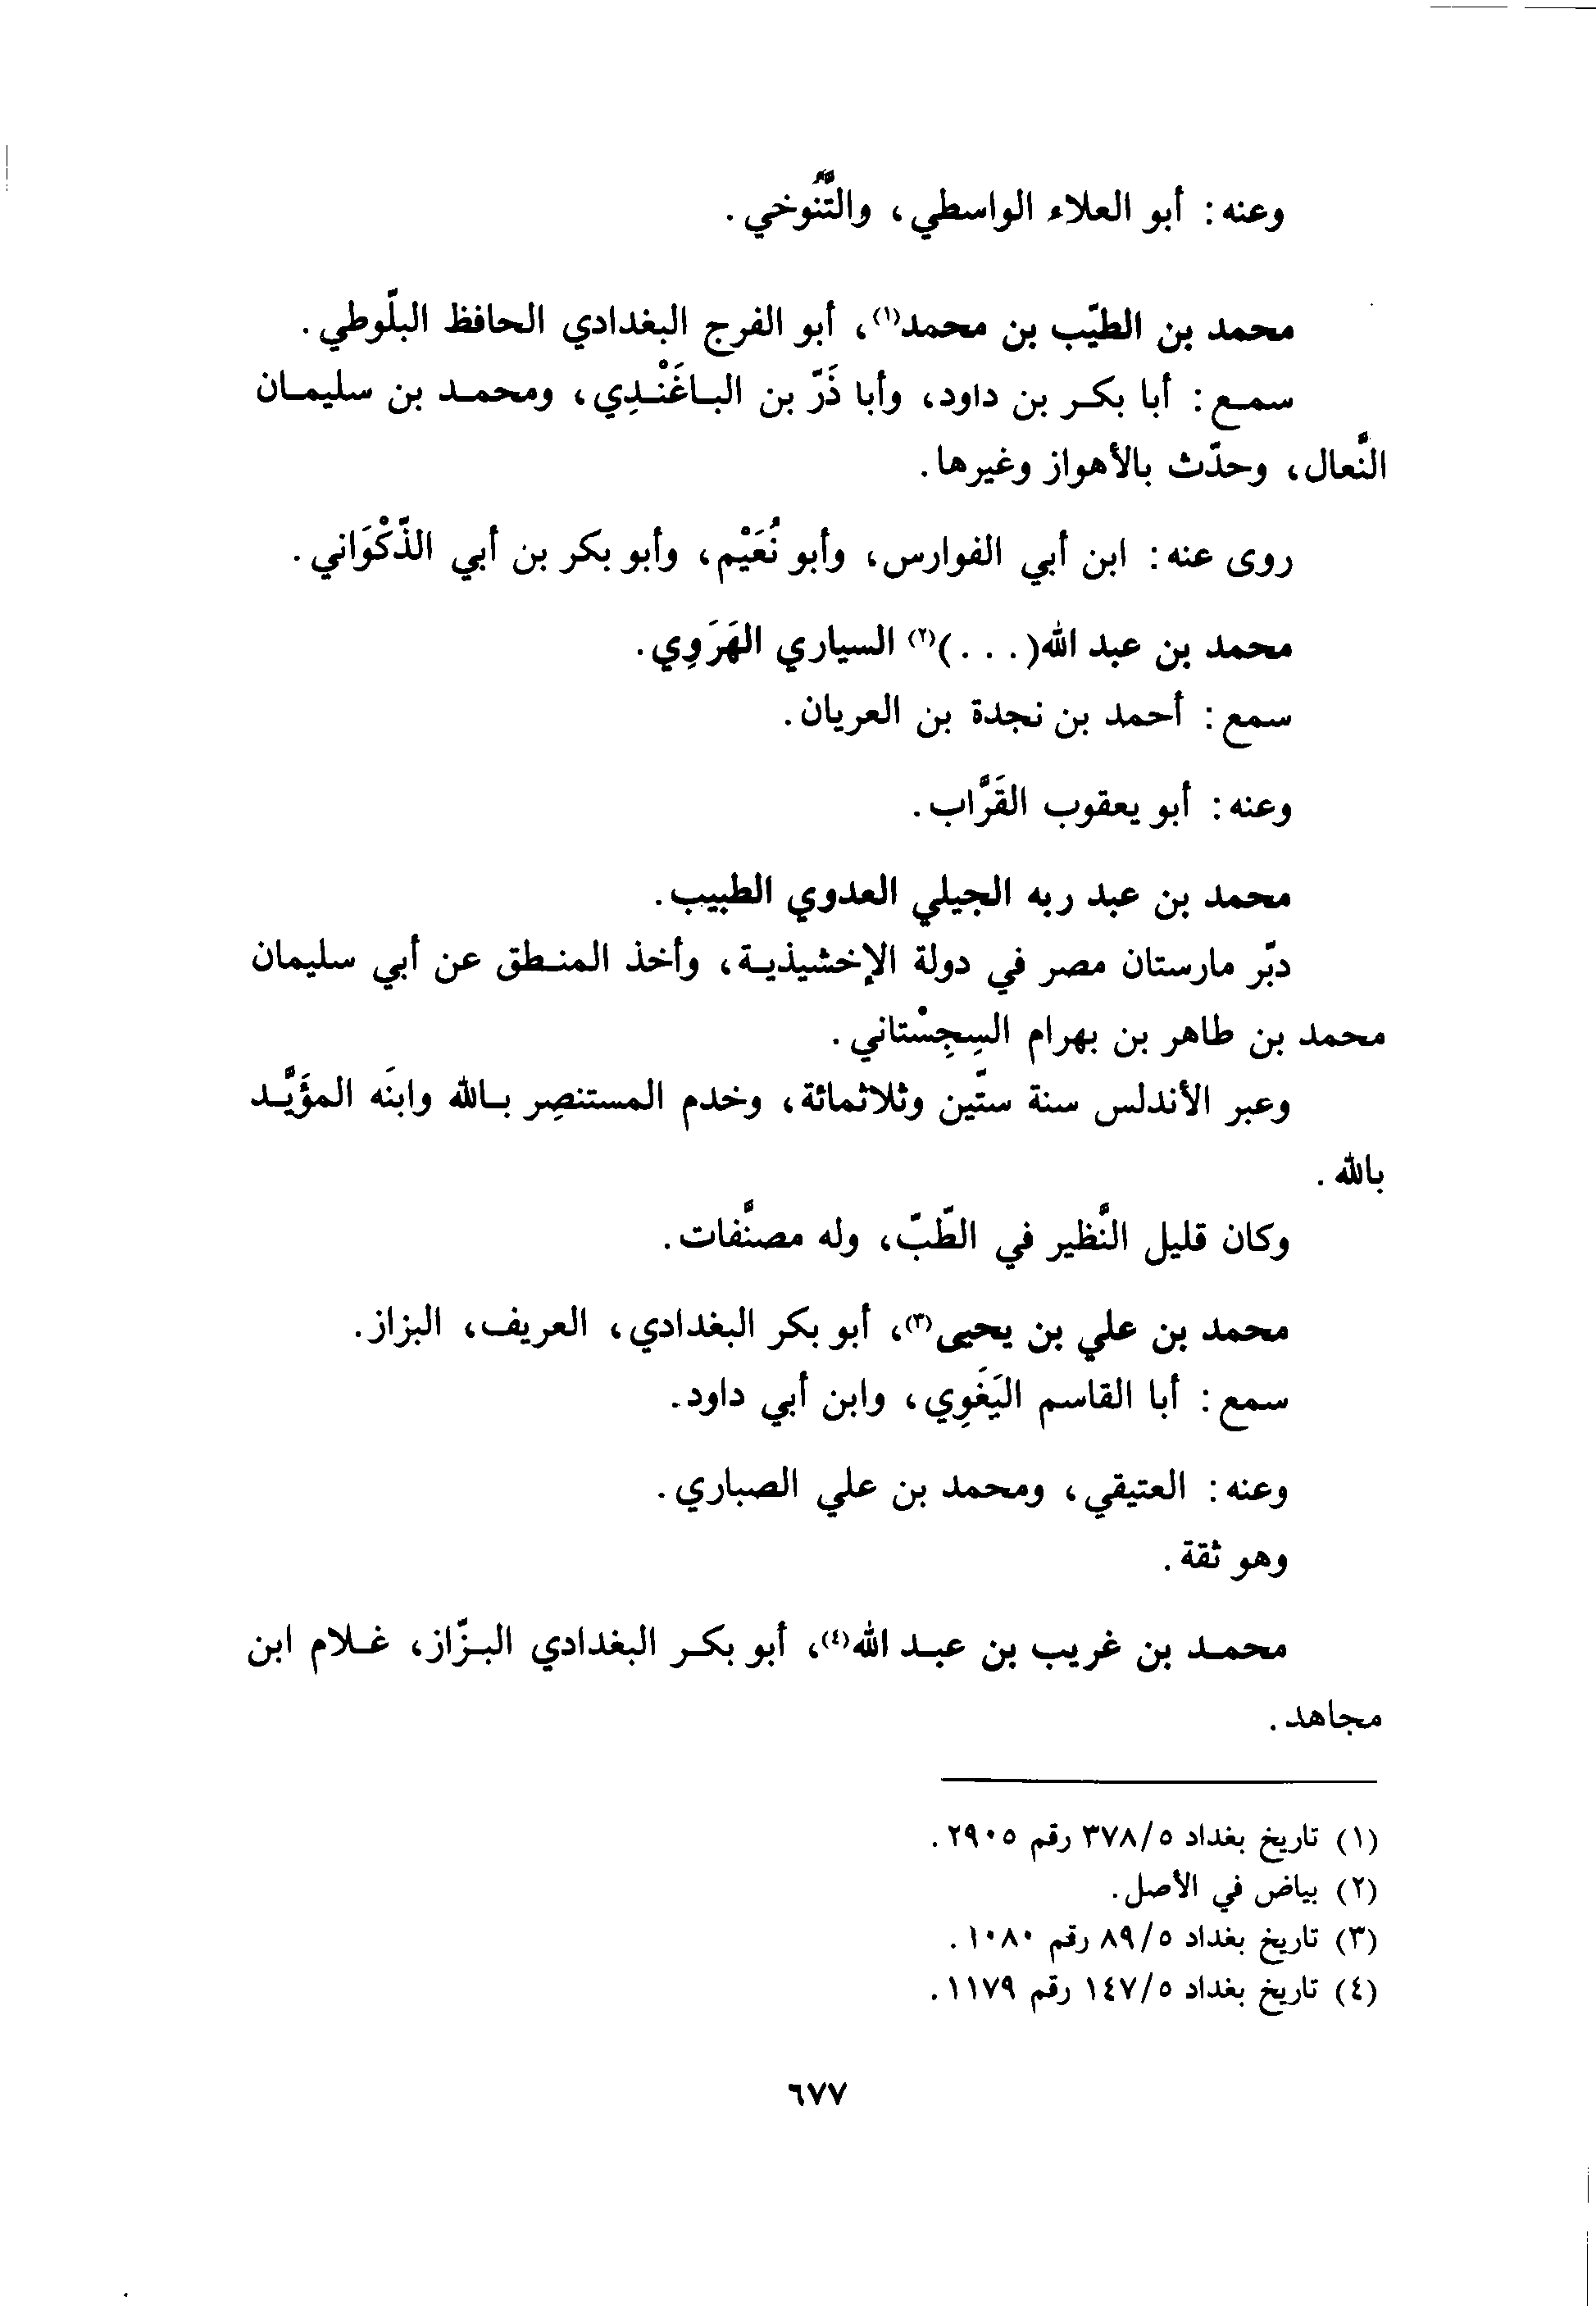 وعنه : أبو العلاء الواسطي، والتَّنُوخي.
محمد بن الطيّب بن محمد(١)، أبو الفرج البغدادي الحافظ البلّوطي.
سمع : أبا بكر بن داود، وأبا ذَرّ بن الباغَنْدِي، ومحمد بن سليمان
النَّعال، وحدّث بالأهواز وغيرها.
روى عنه : ابن أبي الفوارس، وأبو نُعَيْم، وأبو بكر بن أبي الذّكْوَاني.
محمد بن عبد الله(. . .)(٢) السياري الهَرَوِي.
سمع : أحمد بن نجدة بن العريان.
وعنه : أبو يعقوب القَرَّاب.
محمد بن عبد ربه الجيلي العدوي الطبيب.
دبّر مارستان مصر في دولة الإخشيذية، وأخذ المنطق عن أبي سليمان
محمد بن طاهر بن بهرام السِجِسْتاني.
وعبر الأندلس سنة ستّين وثلاثمائة، وخدم المستنصِر بالله وابنَه المؤَيَّد
بالله.
وكان قليل النَّظير في الطّبّ، وله مصنَّفات.
محمد بن علي بن يحيى(٣)، أبو بكر البغدادي، العريف، البزاز.
سمع : أبا القاسم اليَغَوِي، وابن أبي داود.
وعنه : العتيقي، ومحمد بن علي الصباري.
وهو ثقة.
محمد بن غريب بن عبد الله(٤)، أبو بكر البغدادي البزّاز، غلام ابن
مجاهد.
(١) تاريخ بغداد ٣٧٨/٥ رقم ٢٩٠٥.
(٢) بياض في الأصل.
(٣) تاريخ بغداد ٨٩/٥ رقم ١٠٨٠.
(٤) تاريخ بغداد ١٤٧/٥ رقم ١١٧٩.
٦٧٧